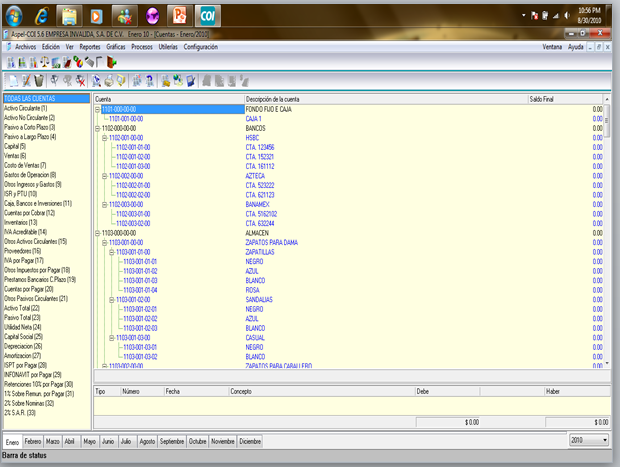 COI
10:56 PM
8/30/2010
Aspel-COI 5.6 EMPRESA INVALIDA, S.A. DE C.V. Enero 10 - [Cuentas - Enero/2010]
Archivos Edición Ver Reportes Gráficas Procesos Utilerías Configuración Ventana Ayuda
TODAS LAS CUENTAS
Activo Circulante (1)
Activo No Circulante (2)
Pasivo a Corto Plazo (3)
Pasivo a Largo Plazo (4)
Capital (5)
Ventas (6)
Costo de Ventas (7)
Gastos de Operacion (8)
Otros Ingresos y Gastos (9)
ISR y PTU (10)
Caja, Bancos e Inversiones (11)
Cuentas por Cobrar (12)
Inventarios (13)
IVA Acreditable (14)
Otros Activos Circulantes (15)
Proveedores (16)
IVA por Pagar (17)
Otros Impuestos por Pagar (18)
Prestamos Bancarios C.Plazo (19)
Cuentas por Pagar (20)
Otros Pasivos Circulantes (21)
Activo Total (22)
Pasivo Total (23)
Utilidad Neta (24)
Capital Social (25)
Depreciacion (26)
Amortizacion (27)
ISPT por Pagar (28)
INFONAVIT por Pagar (29)
Retenciones 10% por Pagar (30)
1% Sobre Remun. por Pagar (31)
2% Sobre Nominas (32)
2% S.A.R. (33)
Cuenta Descripción de la cuenta Saldo Final
1101-000-00-00 FONDO FIJO E CAJA 0.00
1101-001-00-00 CAJA 1 0.00
1102-000-00-00 BANCOS 0.00
1102-001-00-00 HSBC 0.00
1102-001-01-00 CTA. 123456 0.00
1102-001-02-00 CTA. 152321 0.00
1102-001-03-00 CTA. 161112 0.00
1102-002-00-00 AZTECA 0.00
1102-002-01-00 CTA. 523222 0.00
1102-002-02-00 CTA. 621123 0.00
1102-003-00-00 BANAMEX 0.00
1102-003-01-00 CTA. 5162102 0.00
1102-003-02-00 CTA. 632244 0.00
1103-000-00-00 ALMACEN 0.00
1103-001-00-00 ZAPATOS PARA DAMA 0.00
1103-001-01-00 ZAPATILLAS 0.00
1103-001-01-01 NEGRO 0.00
1103-001-01-02 AZUL 0.00
1103-001-01-03 BLANCO 0.00
1103-001-01-04 ROSA 0.00
1103-001-02-00 SANDALIAS 0.00
1103-001-02-01 NEGRO 0.00
1103-001-02-02 AZUL 0.00
1103-001-02-03 BLANCO 0.00
1103-001-03-00 CASUAL 0.00
1103-001-03-01 NEGRO 0.00
1103-001-03-02 BLANCO 0.00
1103-002-00-00 ZAPATOS PARA CABALLERO 0.00
Tipo Número Fecha Concepto Debe Haber
$ 0.00 $ 0.00
Enero Febrero Marzo Abril Mayo Junio Julio Agosto Septiembre Octubre Noviembre Diciembre 2010
Barra de status